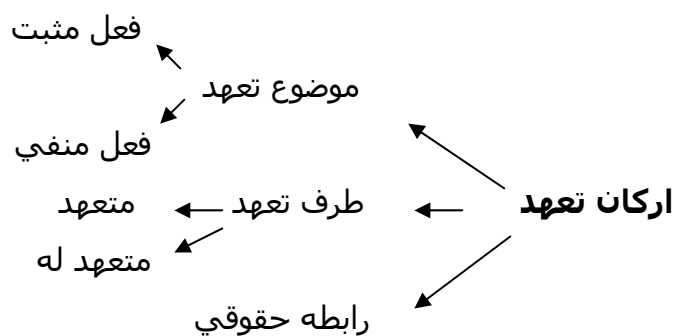 فعل مثبت
موضوع تعهد
فعل منفي
اركان تعهد
طرف تعهد
متعهد
متعهد له
رابطه حقوقي